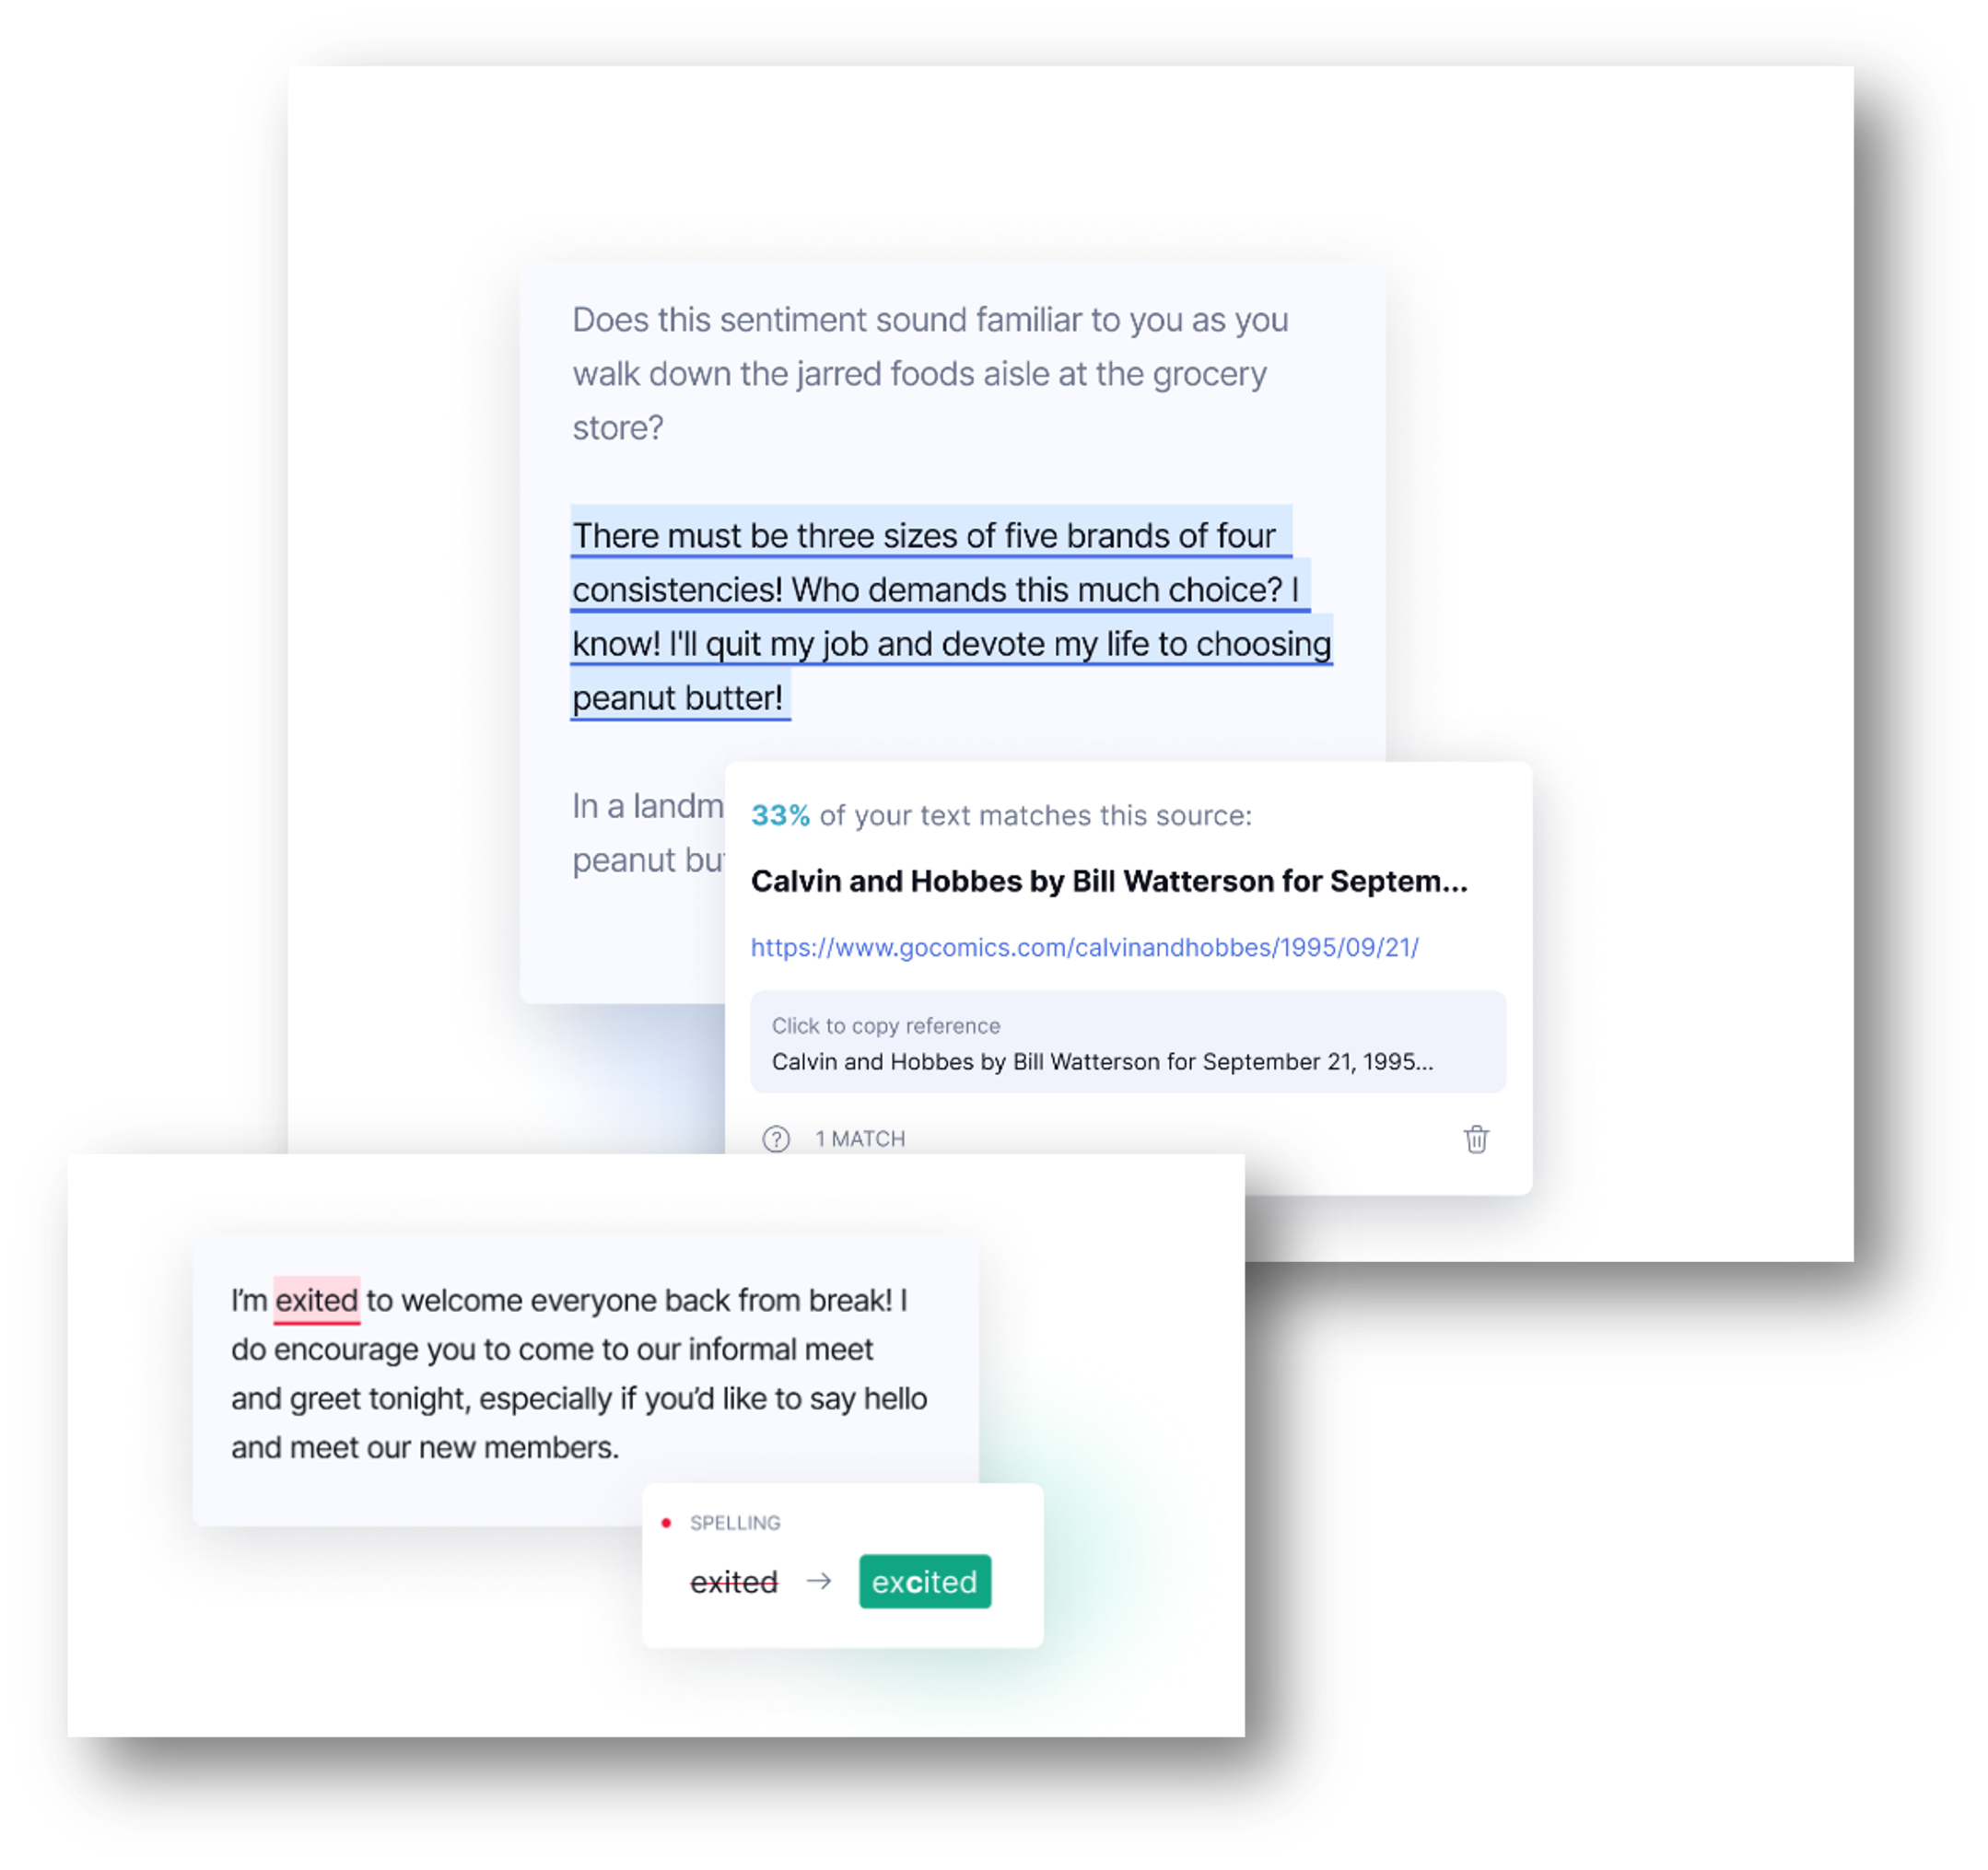 Does this sentiment sound familiar to you as you
walk down the jarred foods aisle at the grocery
store?
There must be three sizes of five brands of four
consistencies! Who demands this much choice? I
know! I'll quit my job and devote my life to choosing
peanut butter!
In a landm
peanut but
33% of your text matches this source:
Calvin and Hobbes by Bill Watterson for Septem...
https://www.gocomics.com/calvinandhobbes/1995/09/21/
Click to copy reference
Calvin and Hobbes by Bill Watterson for September 21, 1995...
? 1 MATCH
I’m exited to welcome everyone back from break! I
do encourage you to come to our informal meet
and greet tonight, especially if you’d like to say hello
and meet our new members.
SPELLING
exited → excited